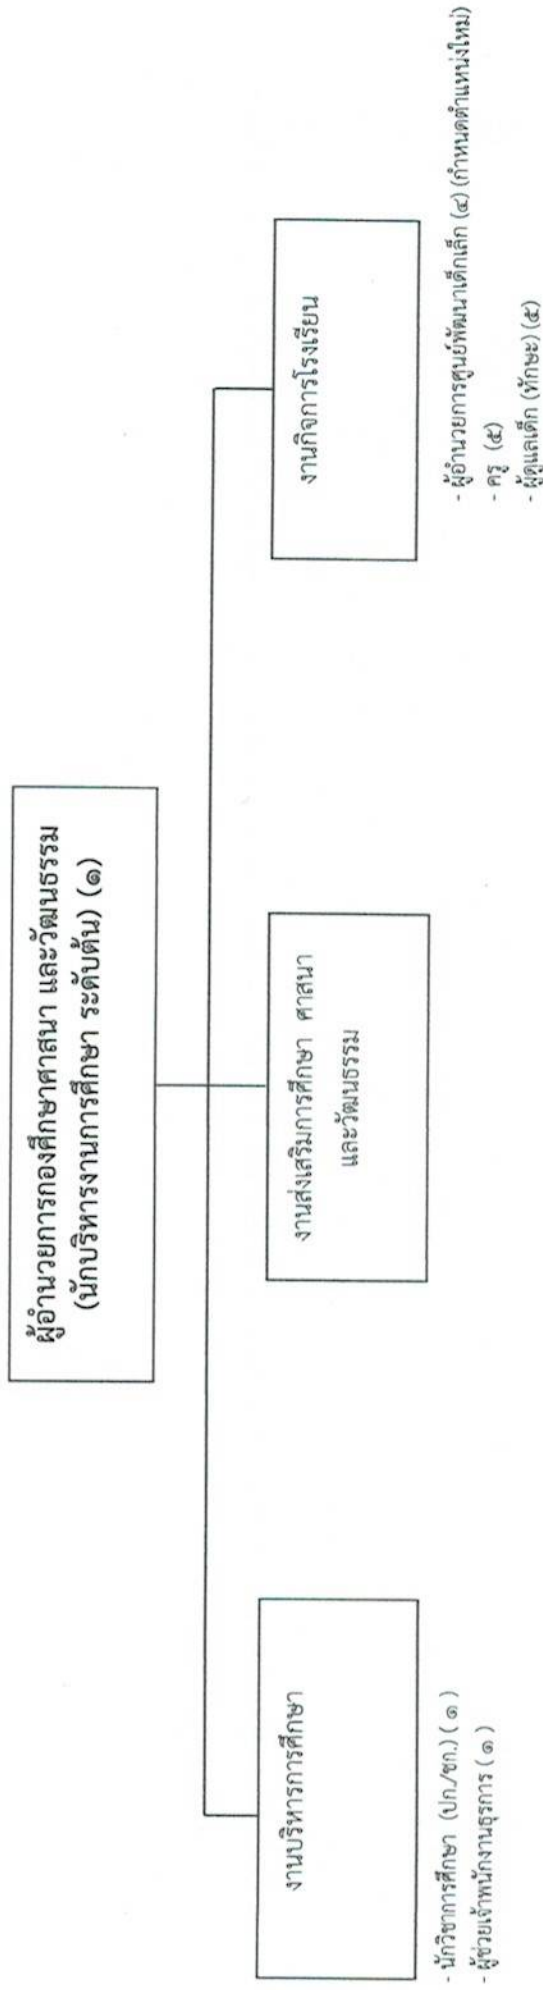 ผู้อำนวยการกองศึกษาศาสนา และวัฒนธรรม
(นักบริหารงานการศึกษา ระดับต้น) (๑)
งานบริหารการศึกษา
- นักวิชาการศึกษา (ปก./ชก.) ( ๑ )
- ผู้ช่วยเจ้าพนักงานธุรการ ( ๑ )
งานส่งเสริมการศึกษา ศาสนา
และวัฒนธรรม
งานกิจการโรงเรียน
- ผู้อำนวยการศูนย์พัฒนาเด็กเล็ก (๔) (กำหนดตำแหน่งใหม่)
- ครู (๕)
- ผู้ดูแลเด็ก (ทักษะ) (๕)